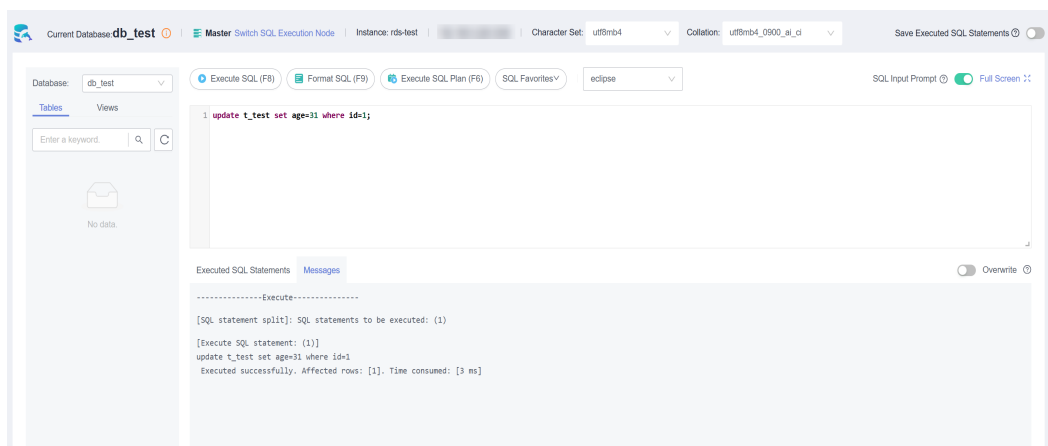 Current Database:db_test Master Switch SQL Execution Node Instance: rds-test Character Set: utf8mb4 Collation: utf8mb4_0900_ai_ci Save Executed SQL Statements
Database: db_test
Tables Views
Enter a keyword.
No data.
Execute SQL (F8) Format SQL (F9) Execute SQL Plan (F6) SQL Favorites eclipse SQL Input Prompt Full Screen
1 update t_test set age=31 where id=1;
Executed SQL Statements Messages Overwrite
---------------Execute---------------
[SQL statement split]: SQL statements to be executed: (1)
[Execute SQL statement: (1)]
update t_test set age=31 where id=1
Executed successfully. Affected rows: [1]. Time consumed: [3 ms]